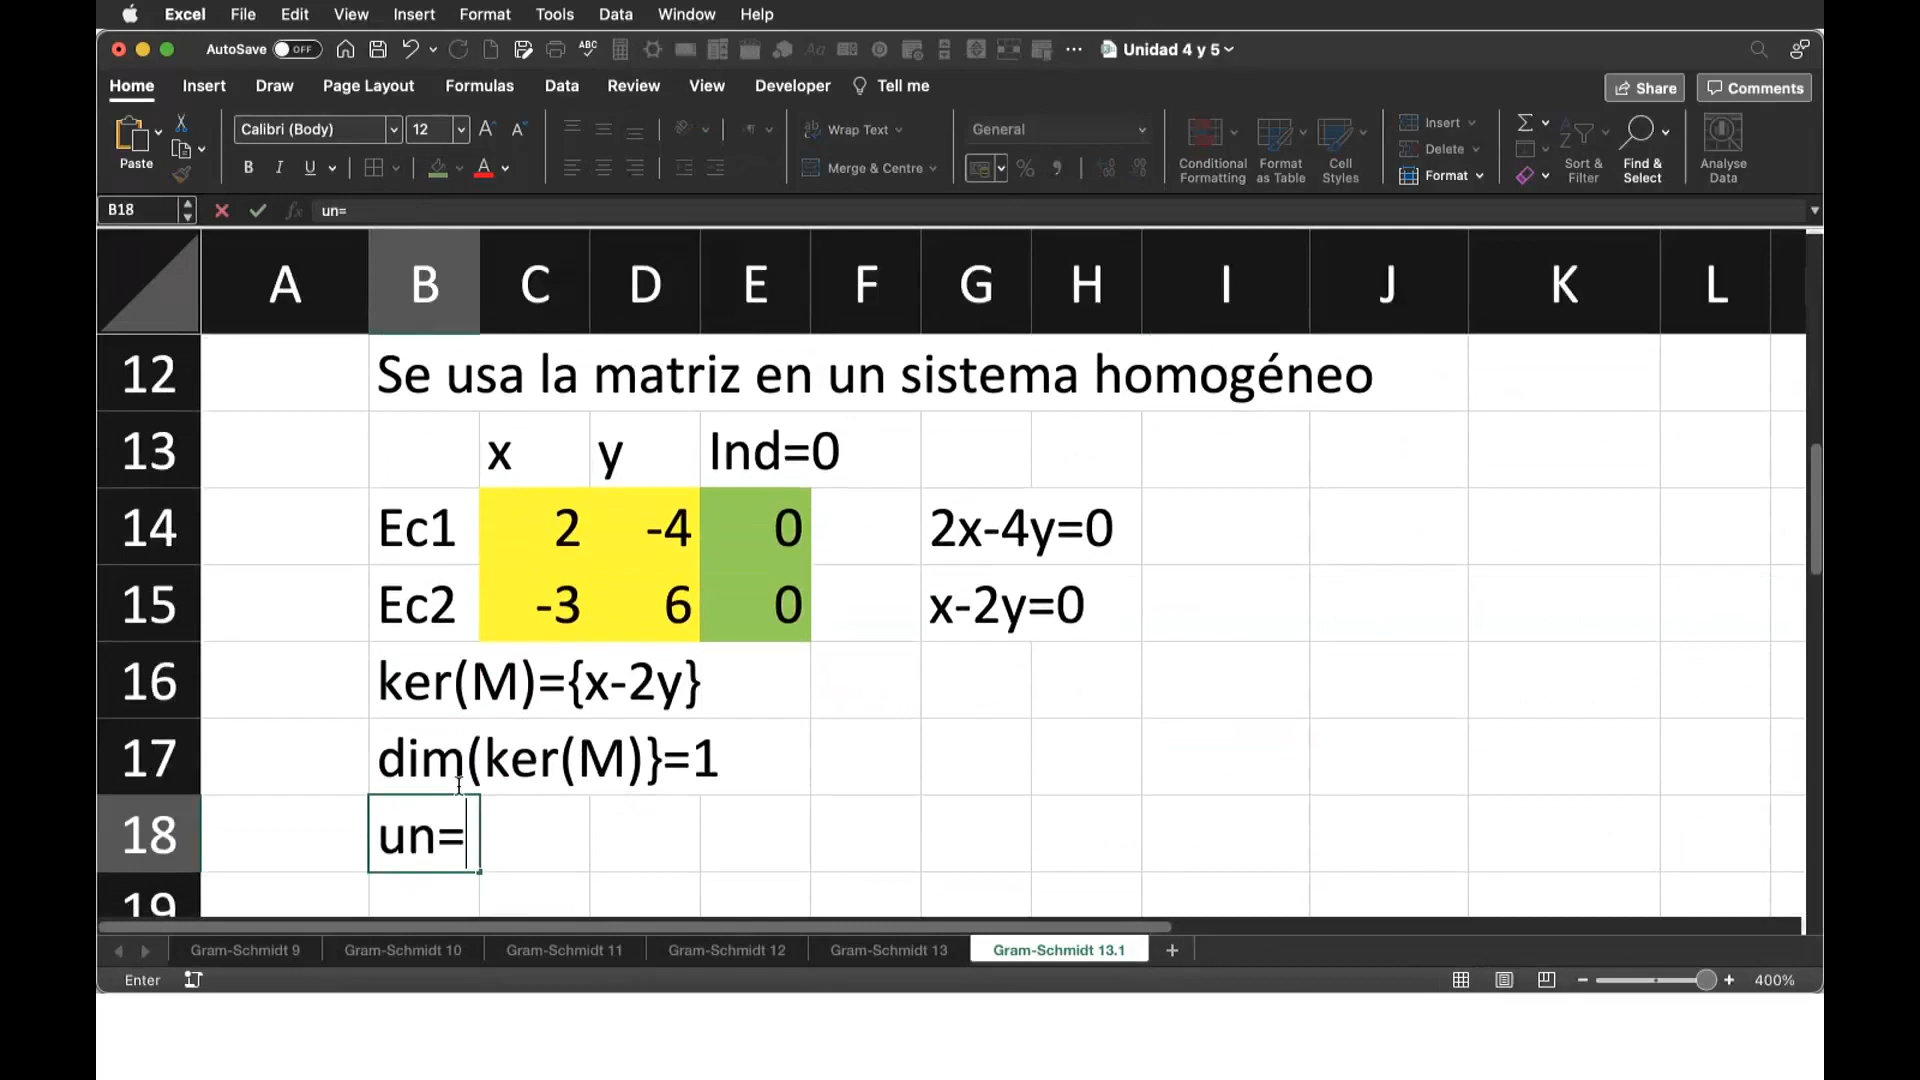 Excel File Edit View Insert Format Tools Data Window Help
AutoSave OFF ABC Aa ... Unidad 4 y 5
Home Insert Draw Page Layout Formulas Data Review View Developer Tell me Share Comments
Paste Calibri (Body) 12 A A Wrap Text General Conditional Formatting Format as Table Cell Styles Insert Sort & Filter Find & Select Analyse Data
B I U A Merge & Centre % Delete
Format
B18 fx un=
A B C D E F G H I J K L
12 Se usa la matriz en un sistema homogéneo
13 x y Ind=0
14 Ec1 2 -4 0 2x-4y=0
15 Ec2 -3 6 0 x-2y=0
16 ker(M)={x-2y}
17 dim(ker(M)}=1
18 un=
19
Gram-Schmidt 9 Gram-Schmidt 10 Gram-Schmidt 11 Gram-Schmidt 12 Gram-Schmidt 13 Gram-Schmidt 13.1 +
Enter - + 400%